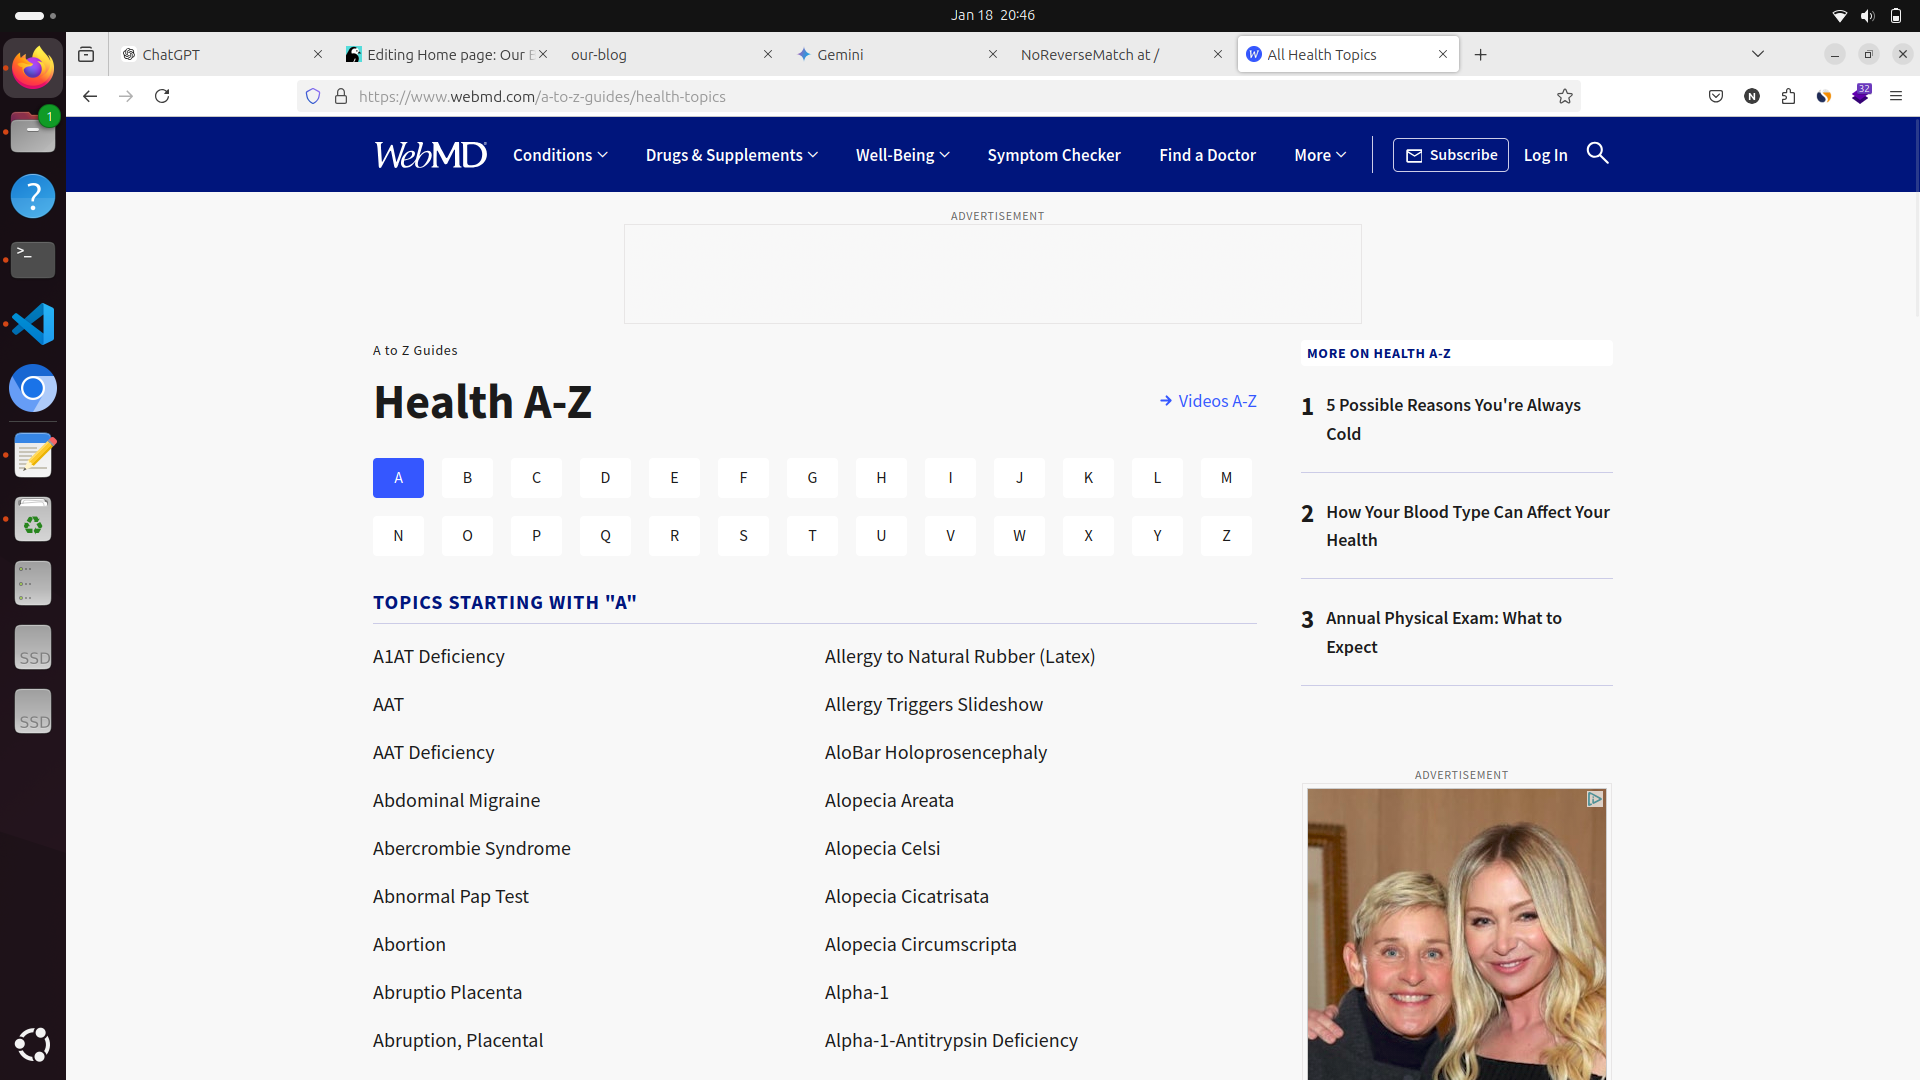 Jan 18 20:46
ChatGPT
Editing Home page: Our
our-blog
Gemini
NoReverseMatch at /
All Health Topics
https://www.webmd.com/a-to-z-guides/health-topics
N
32
1
?
>_
SSD
SSD
WebMD
Conditions
Drugs & Supplements
Well-Being
Symptom Checker
Find a Doctor
More
Subscribe
Log In
ADVERTISEMENT
A to Z Guides
Health A-Z
Videos A-Z
A B C D E F G H I J K L M
N O P Q R S T U V W X Y Z
TOPICS STARTING WITH "A"
A1AT Deficiency
AAT
AAT Deficiency
Abdominal Migraine
Abercrombie Syndrome
Abnormal Pap Test
Abortion
Abruptio Placenta
Abruption, Placental
Allergy to Natural Rubber (Latex)
Allergy Triggers Slideshow
AloBar Holoprosencephaly
Alopecia Areata
Alopecia Celsi
Alopecia Cicatrisata
Alopecia Circumscripta
Alpha-1
Alpha-1-Antitrypsin Deficiency
MORE ON HEALTH A-Z
1 5 Possible Reasons You're Always
Cold
2 How Your Blood Type Can Affect Your
Health
3 Annual Physical Exam: What to
Expect
ADVERTISEMENT